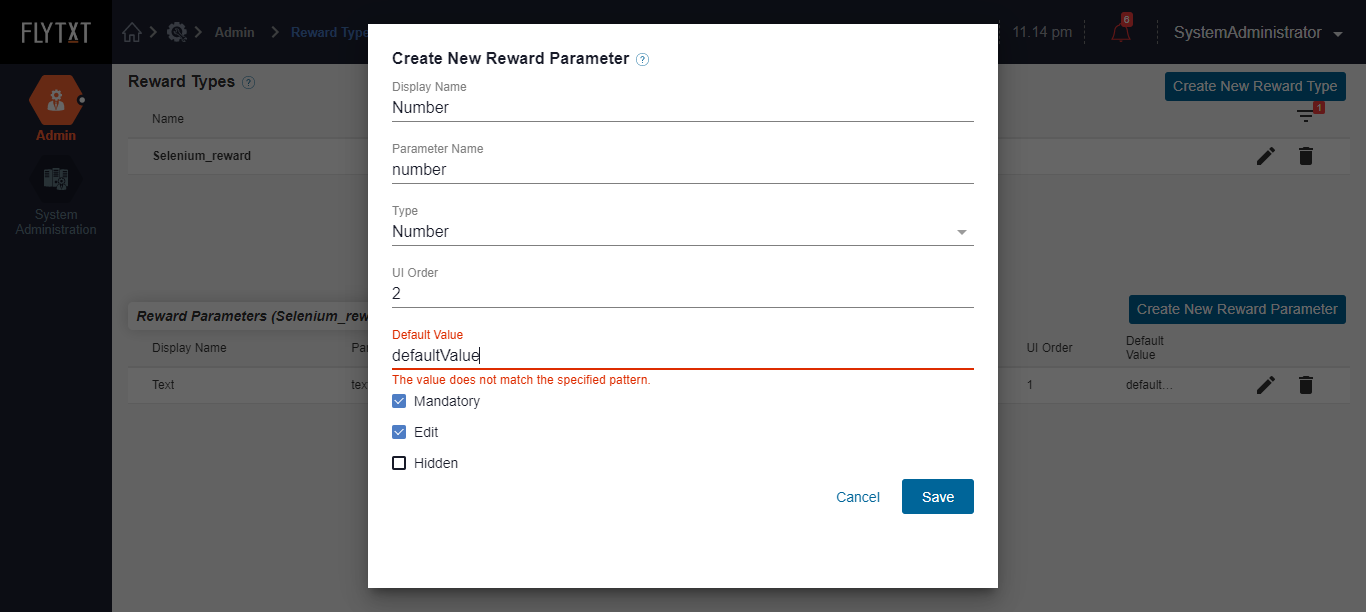 FLYTXT
Admin
Reward Type
11.14 pm
6
SystemAdministrator
Reward Types ?
Create New Reward Type
Admin
Name
1
Selenium_reward
System
Administration
Create New Reward Parameter ?
Display Name
Number
Parameter Name
number
Type
Number
UI Order
2
Default Value
defaultValue
The value does not match the specified pattern.
Mandatory
Edit
Hidden
Cancel
Save
Reward Parameters (Selenium_rew
Create New Reward Parameter
Display Name
Par
UI Order
Default
Value
Text
tex
1
default...